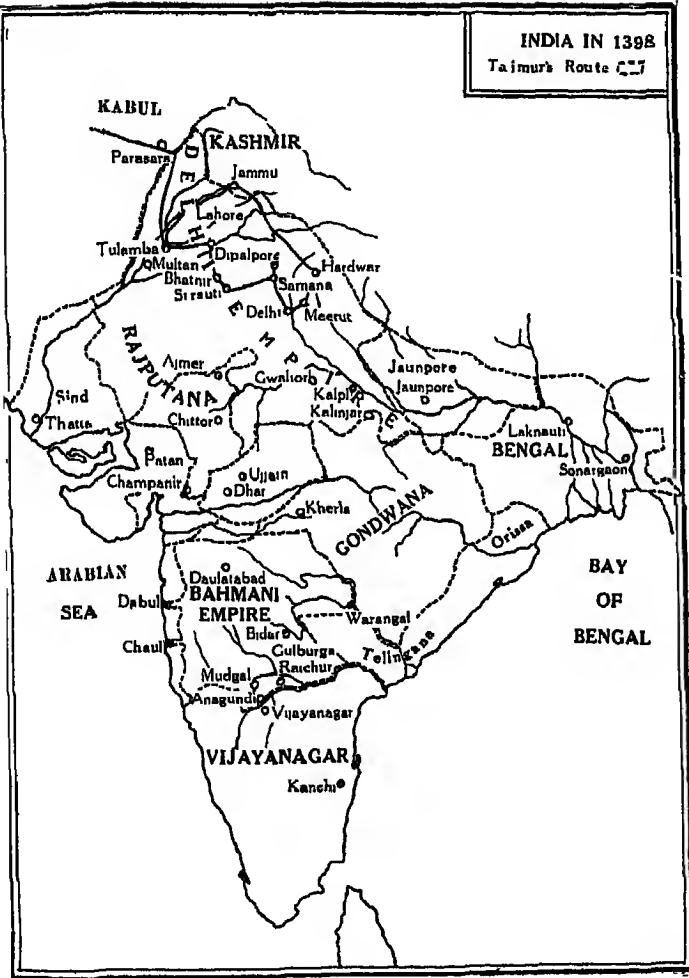 INDIA IN 1398
Taimur's Route
KABUL
KASHMIR
Parasara
DELHI EMPIRE
Jammu
Lahore
Tulamba
Multan
Dipalpore
Bhatnir
Sirsuti
Samana
Hardwar
Delhi
Meerut
RAJPUTANA
Ajmer
Gwaliorb
Kalpi
Kalinjar
Jaunpore
Jaunpore
Sind
Thatta
Chittor
Laknauti
BENGAL
Sonargaon
Patan
Champanir
Ujjain
Dhar
Kherla
GONDWANA
Orissa
ARABIAN
SEA
BAY
OF
BENGAL
Daulatabad
BAHMANI
EMPIRE
Dabul
Warangal
Bidar
Chaul
Telingana
Gulburga
Mudgal
Raichur
Anagundi
Vijayanagar
VIJAYANAGAR
Kanchi